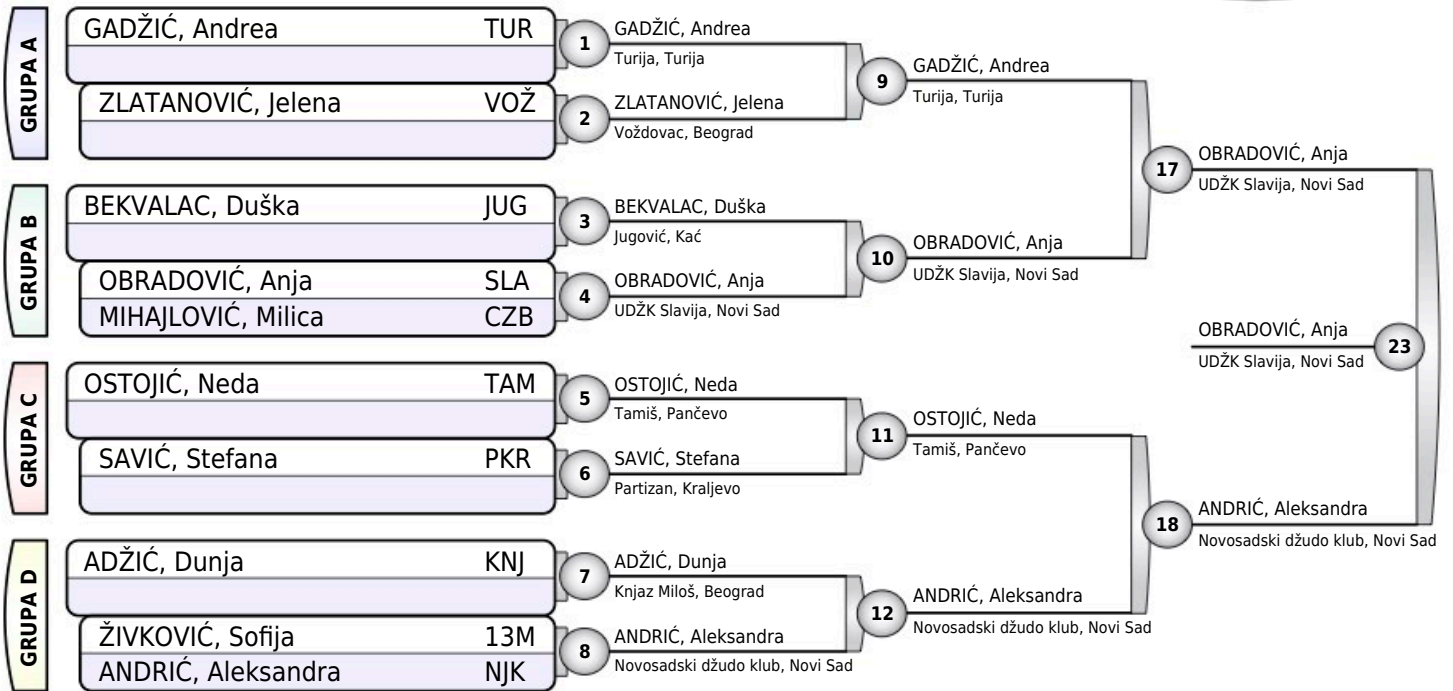 GRUPA A
GADŽIĆ, Andrea TUR
ZLATANOVIĆ, Jelena VOŽ
1
GADŽIĆ, Andrea
Turija, Turija
2
ZLATANOVIĆ, Jelena
Voždovac, Beograd
9
GADŽIĆ, Andrea
Turija, Turija
GRUPA B
BEKVALAC, Duška JUG
OBRADOVIĆ, Anja SLA
MIHAJLOVIĆ, Milica CZB
3
BEKVALAC, Duška
Jugović, Kać
4
OBRADOVIĆ, Anja
UDŽK Slavija, Novi Sad
10
OBRADOVIĆ, Anja
UDŽK Slavija, Novi Sad
17
OBRADOVIĆ, Anja
UDŽK Slavija, Novi Sad
GRUPA C
OSTOJIĆ, Neda TAM
SAVIĆ, Stefana PKR
5
OSTOJIĆ, Neda
Tamiš, Pančevo
6
SAVIĆ, Stefana
Partizan, Kraljevo
11
OSTOJIĆ, Neda
Tamiš, Pančevo
GRUPA D
ADŽIĆ, Dunja KNJ
ŽIVKOVIĆ, Sofija 13M
ANDRIĆ, Aleksandra NJK
7
ADŽIĆ, Dunja
Knjaz Miloš, Beograd
8
ANDRIĆ, Aleksandra
Novosadski džudo klub, Novi Sad
12
ANDRIĆ, Aleksandra
Novosadski džudo klub, Novi Sad
18
ANDRIĆ, Aleksandra
Novosadski džudo klub, Novi Sad
OBRADOVIĆ, Anja
UDŽK Slavija, Novi Sad
23